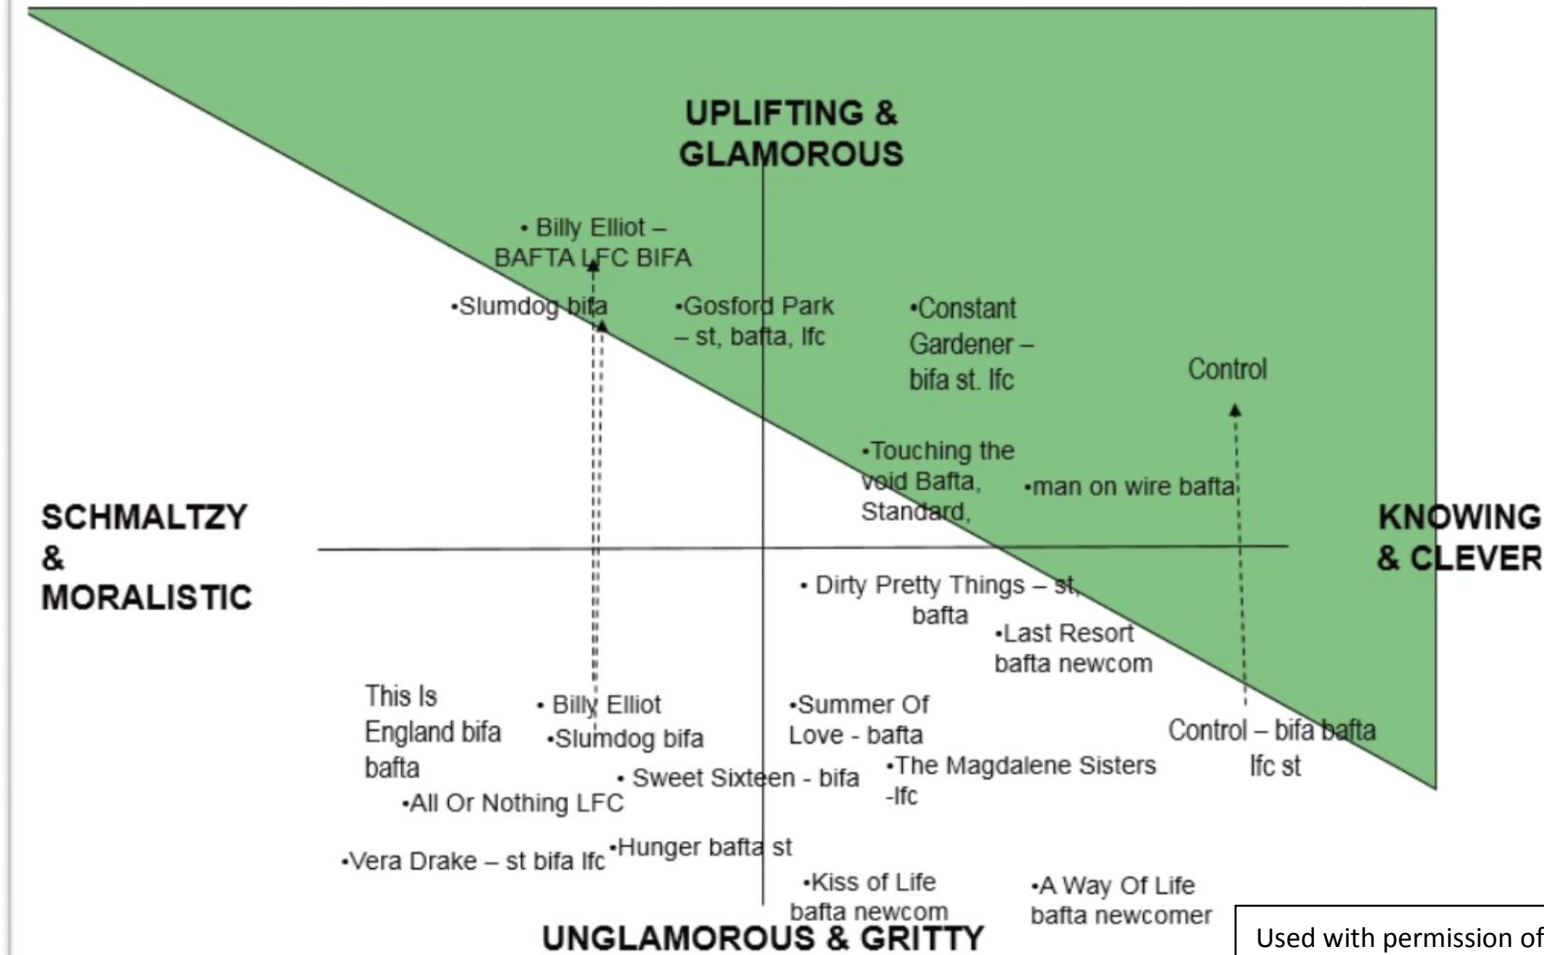 UPLIFTING &
GLAMOROUS
• Billy Elliot –
BAFTA LFC BIFA
•Slumdog bifa
•Gosford Park
– st, bafta, lfc
•Constant
Gardener –
bifa st. lfc
Control
•Touching the
void Bafta,
Standard,
•man on wire bafta
SCHMALTZY
&
MORALISTIC
KNOWING
& CLEVER
• Dirty Pretty Things – st,
bafta
•Last Resort
bafta newcom
This Is
England bifa
bafta
• Billy Elliot
•Slumdog bifa
•Summer Of
Love - bafta
Control – bifa bafta
lfc st
• Sweet Sixteen - bifa
•The Magdalene Sisters
-lfc
•All Or Nothing LFC
•Vera Drake – st bifa lfc
•Hunger bafta st
•Kiss of Life
bafta newcom
•A Way Of Life
bafta newcomer
UNGLAMOROUS & GRITTY
Used with permission of